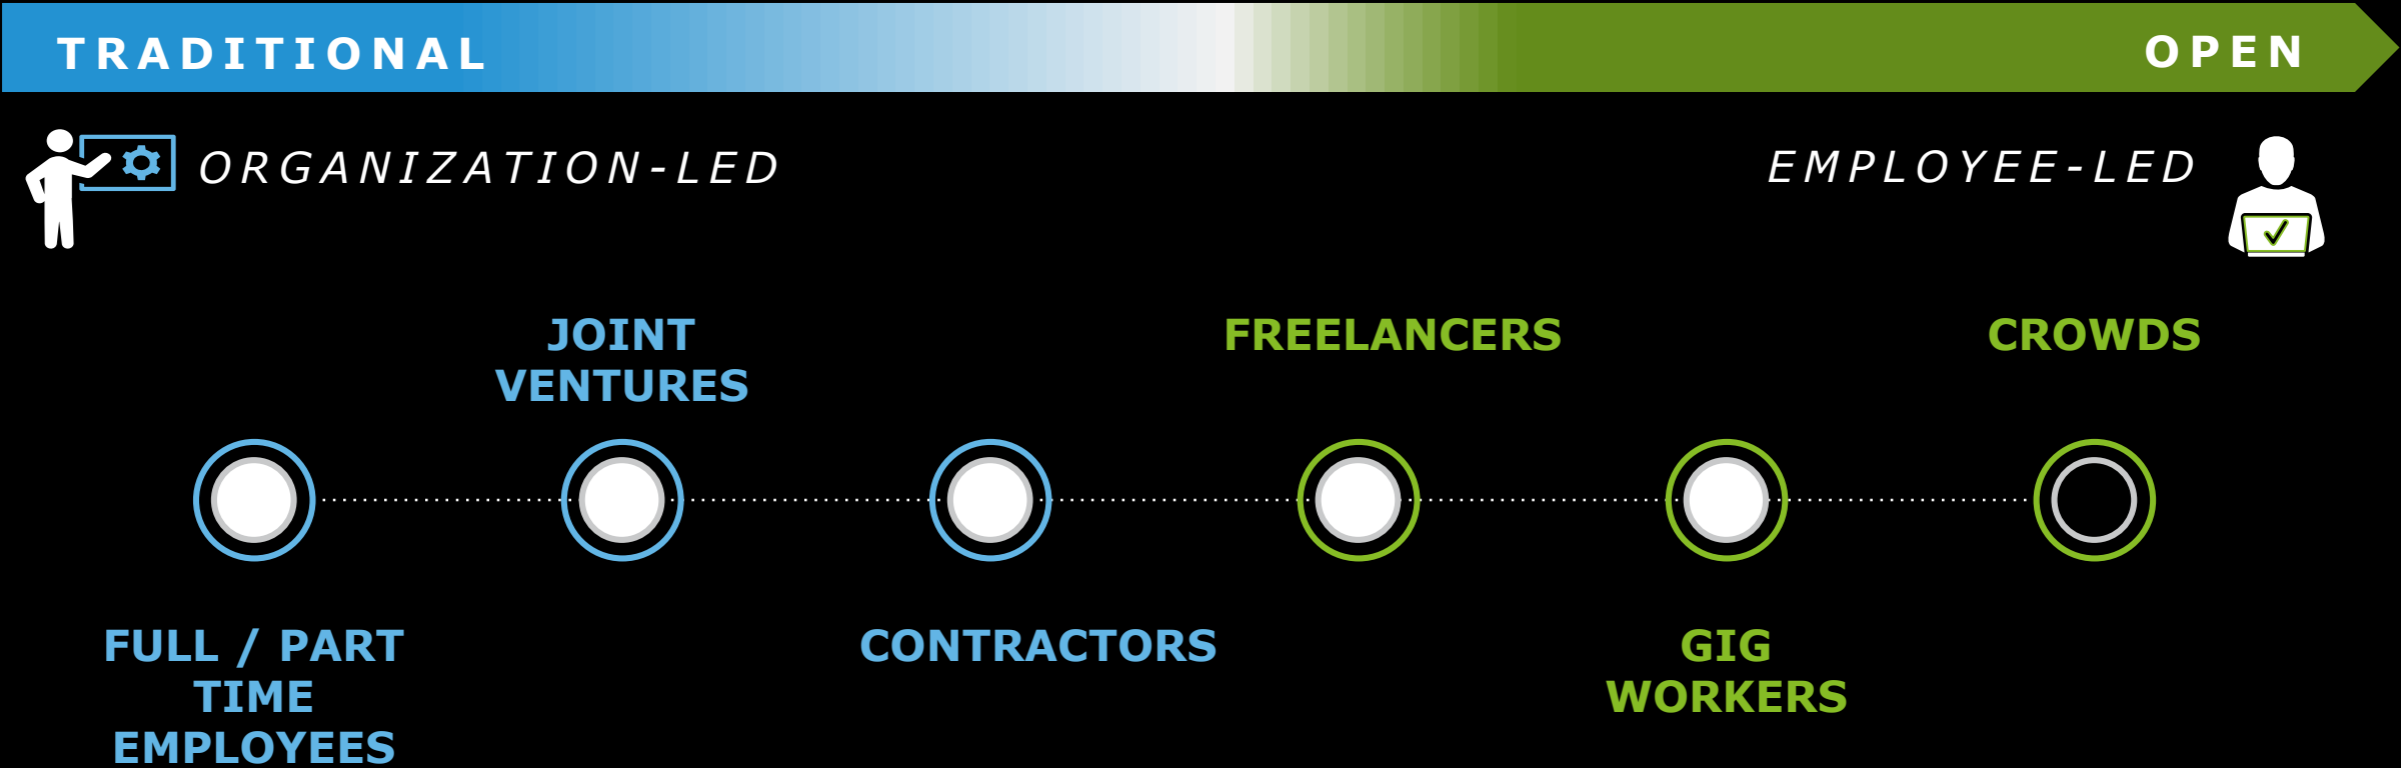 TRADITIONAL
OPEN
ORGANIZATION-LED
EMPLOYEE-LED
JOINT
VENTURES
FREELANCERS
CROWDS
FULL / PART
TIME
EMPLOYEES
CONTRACTORS
GIG
WORKERS